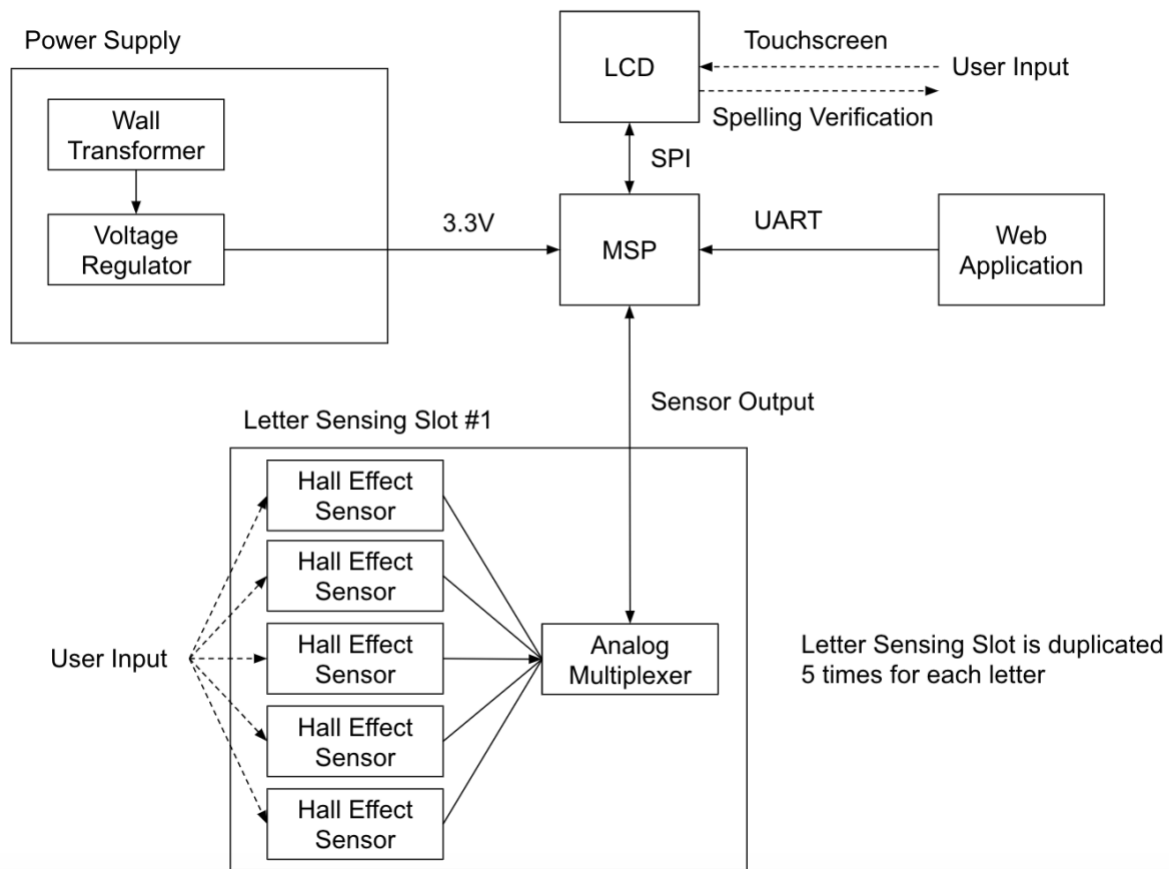 Power Supply
Wall
Transformer
Voltage
Regulator
3.3V
LCD
Touchscreen
User Input
Spelling Verification
SPI
MSP
UART
Web
Application
Sensor Output
Letter Sensing Slot #1
Hall Effect
Sensor
Hall Effect
Sensor
Hall Effect
Sensor
Hall Effect
Sensor
Hall Effect
Sensor
User Input
Analog
Multiplexer
Letter Sensing Slot is duplicated
5 times for each letter